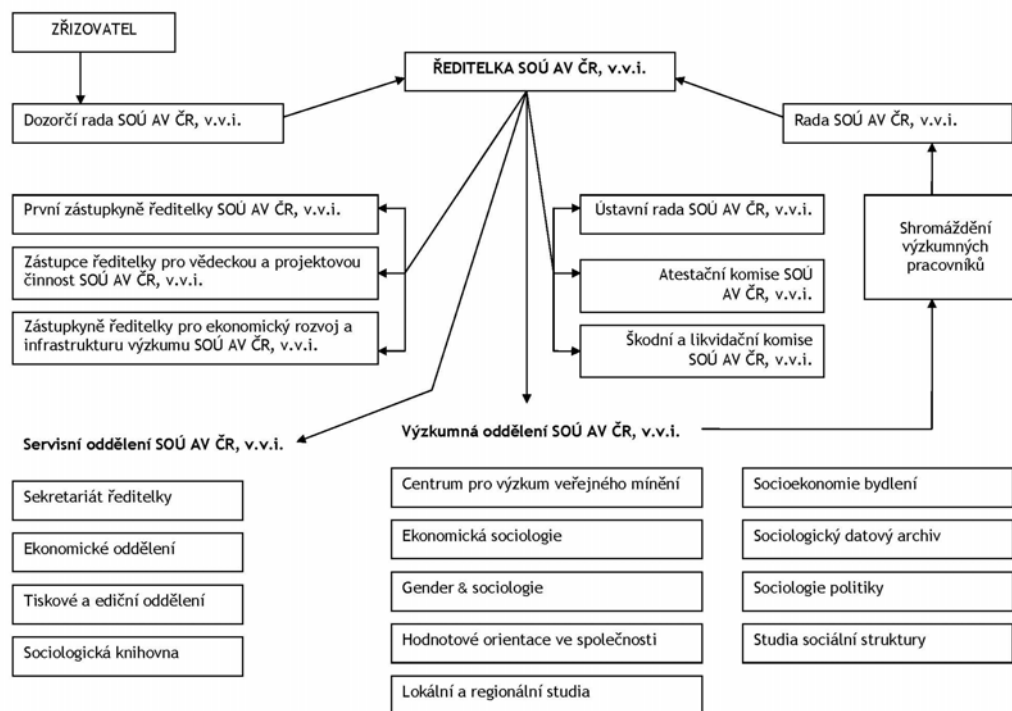 ZŘIZOVATEL
ŘEDITELKA SOÚ AV ČR, v.v.i.
Dozorčí rada SOÚ AV ČR, v.v.i.
Rada SOÚ AV ČR, v.v.i.
První zástupkyně ředitelky SOÚ AV ČR, v.v.i.
Zástupce ředitelky pro vědeckou a projektovou
činnost SOÚ AV ČR, v.v.i.
Zástupkyně ředitelky pro ekonomický rozvoj a
infrastrukturu výzkumu SOÚ AV ČR, v.v.i.
Ústavní rada SOÚ AV ČR, v.v.i.
Atestační komise SOÚ
AV ČR, v.v.i.
Škodní a likvidační komise
SOÚ AV ČR, v.v.i.
Shromáždění
výzkumných
pracovníků
Servisní oddělení SOÚ AV ČR, v.v.i.
Sekretariát ředitelky
Ekonomické oddělení
Tiskové a ediční oddělení
Sociologická knihovna
Výzkumná oddělení SOÚ AV ČR, v.v.i.
Centrum pro výzkum veřejného mínění
Ekonomická sociologie
Gender & sociologie
Hodnotové orientace ve společnosti
Lokální a regionální studia
Socioekonomie bydlení
Sociologický datový archiv
Sociologie politiky
Studia sociální struktury